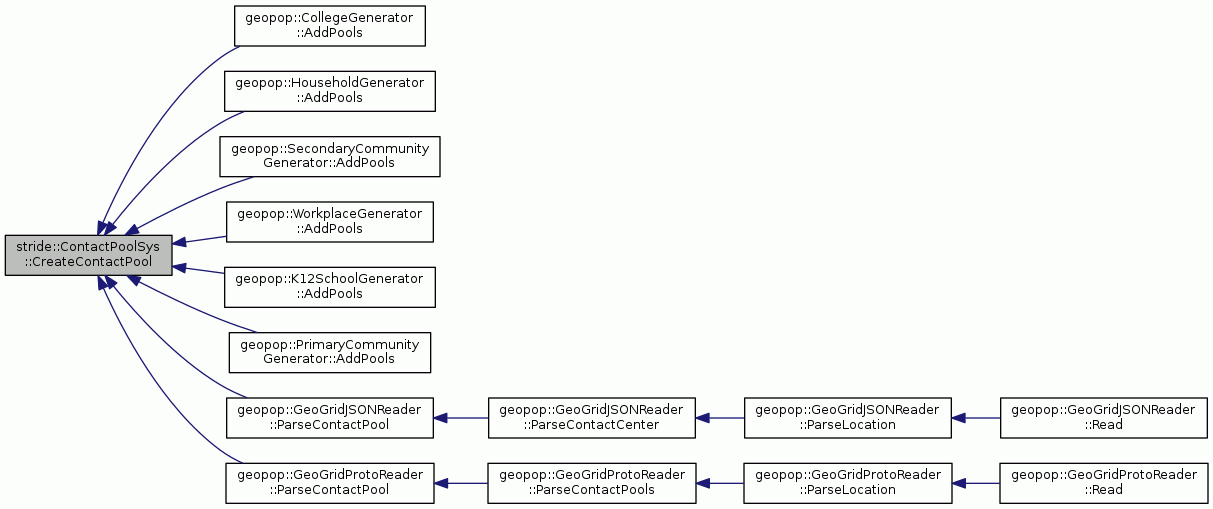 geopop::CollegeGenerator
::AddPools
geopop::HouseholdGenerator
::AddPools
geopop::SecondaryCommunity
Generator::AddPools
geopop::WorkplaceGenerator
::AddPools
stride::ContactPoolSys
::CreateContactPool
geopop::K12SchoolGenerator
::AddPools
geopop::PrimaryCommunity
Generator::AddPools
geopop::GeoGridJSONReader
::ParseContactPool
geopop::GeoGridJSONReader
::ParseContactCenter
geopop::GeoGridJSONReader
::ParseLocation
geopop::GeoGridJSONReader
::Read
geopop::GeoGridProtoReader
::ParseContactPool
geopop::GeoGridProtoReader
::ParseContactPools
geopop::GeoGridProtoReader
::ParseLocation
geopop::GeoGridProtoReader
::Read